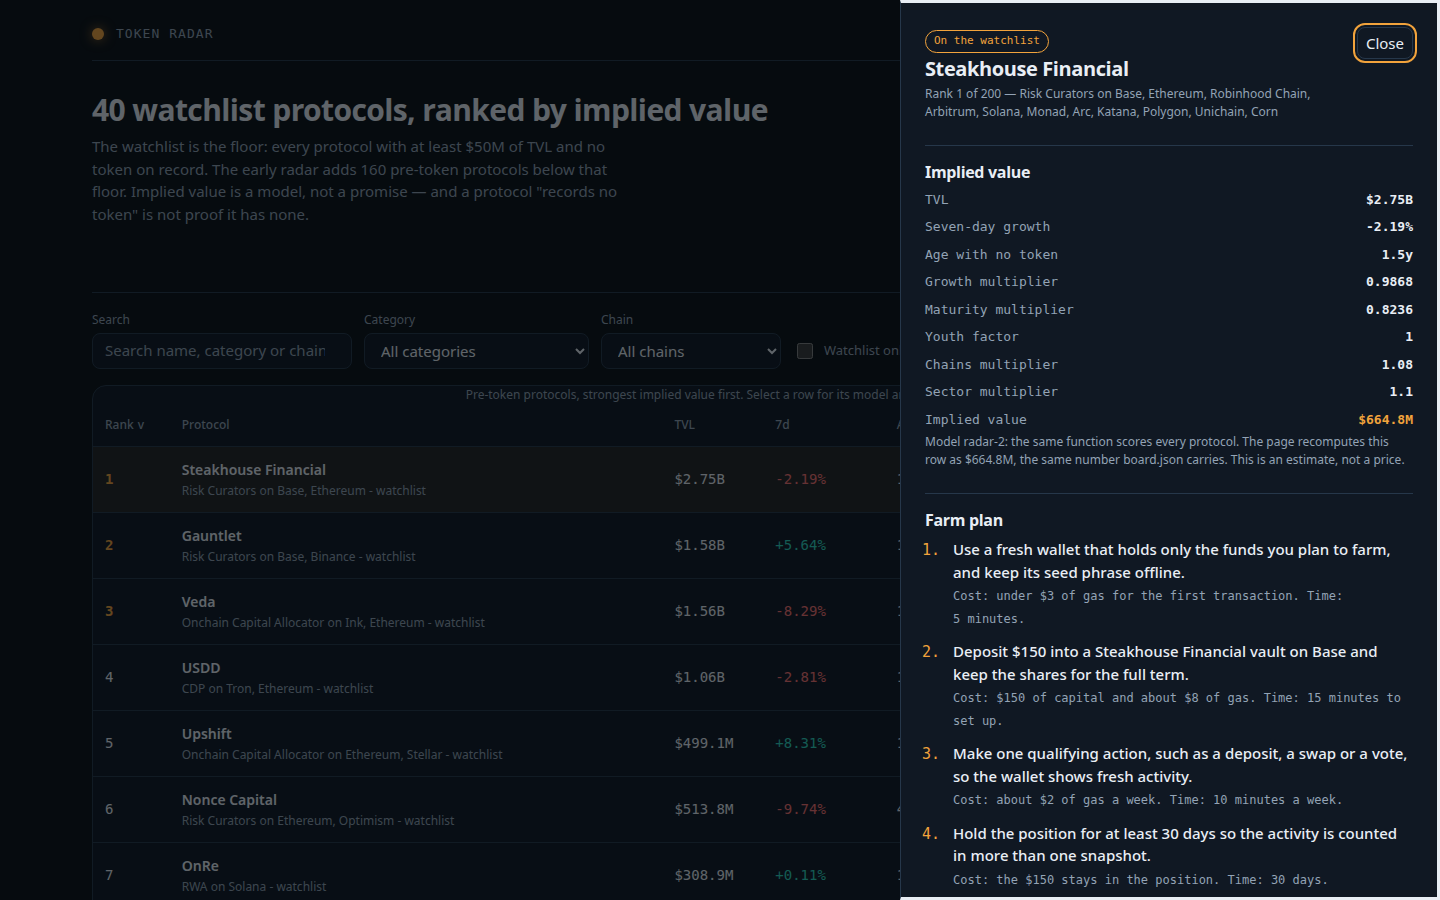 TOKEN RADAR
40 watchlist protocols, ranked by implied value
The watchlist is the floor: every protocol with at least $50M of TVL and no
token on record. The early radar adds 160 pre-token protocols below that
floor. Implied value is a model, not a promise — and a protocol "records no
token" is not proof it has none.
Search
Category
Chain
Search name, category or chain
All categories
All chains
Watchlist on
Pre-token protocols, strongest implied value first. Select a row for its model a
Rank v Protocol TVL 7d
1 Steakhouse Financial $2.75B -2.19%
Risk Curators on Base, Ethereum - watchlist
2 Gauntlet $1.58B +5.64%
Risk Curators on Base, Binance - watchlist
3 Veda $1.56B -8.29%
Onchain Capital Allocator on Ink, Ethereum - watchlist
4 USDD $1.06B -2.81%
CDP on Tron, Ethereum - watchlist
5 Upshift $499.1M +8.31%
Onchain Capital Allocator on Ethereum, Stellar - watchlist
6 Nonce Capital $513.8M -9.74%
Risk Curators on Ethereum, Optimism - watchlist
7 OnRe $308.9M +0.11%
RWA on Solana - watchlist
On the watchlist
Close
Steakhouse Financial
Rank 1 of 200 — Risk Curators on Base, Ethereum, Robinhood Chain,
Arbitrum, Solana, Monad, Arc, Katana, Polygon, Unichain, Corn
Implied value
TVL $2.75B
Seven-day growth -2.19%
Age with no token 1.5y
Growth multiplier 0.9868
Maturity multiplier 0.8236
Youth factor 1
Chains multiplier 1.08
Sector multiplier 1.1
Implied value $664.8M
Model radar-2: the same function scores every protocol. The page recomputes this
row as $664.8M, the same number board.json carries. This is an estimate, not a price.
Farm plan
1. Use a fresh wallet that holds only the funds you plan to farm,
and keep its seed phrase offline.
Cost: under $3 of gas for the first transaction. Time:
5 minutes.
2. Deposit $150 into a Steakhouse Financial vault on Base and
keep the shares for the full term.
Cost: $150 of capital and about $8 of gas. Time: 15 minutes to
set up.
3. Make one qualifying action, such as a deposit, a swap or a vote,
so the wallet shows fresh activity.
Cost: about $2 of gas a week. Time: 10 minutes a week.
4. Hold the position for at least 30 days so the activity is counted
in more than one snapshot.
Cost: the $150 stays in the position. Time: 30 days.